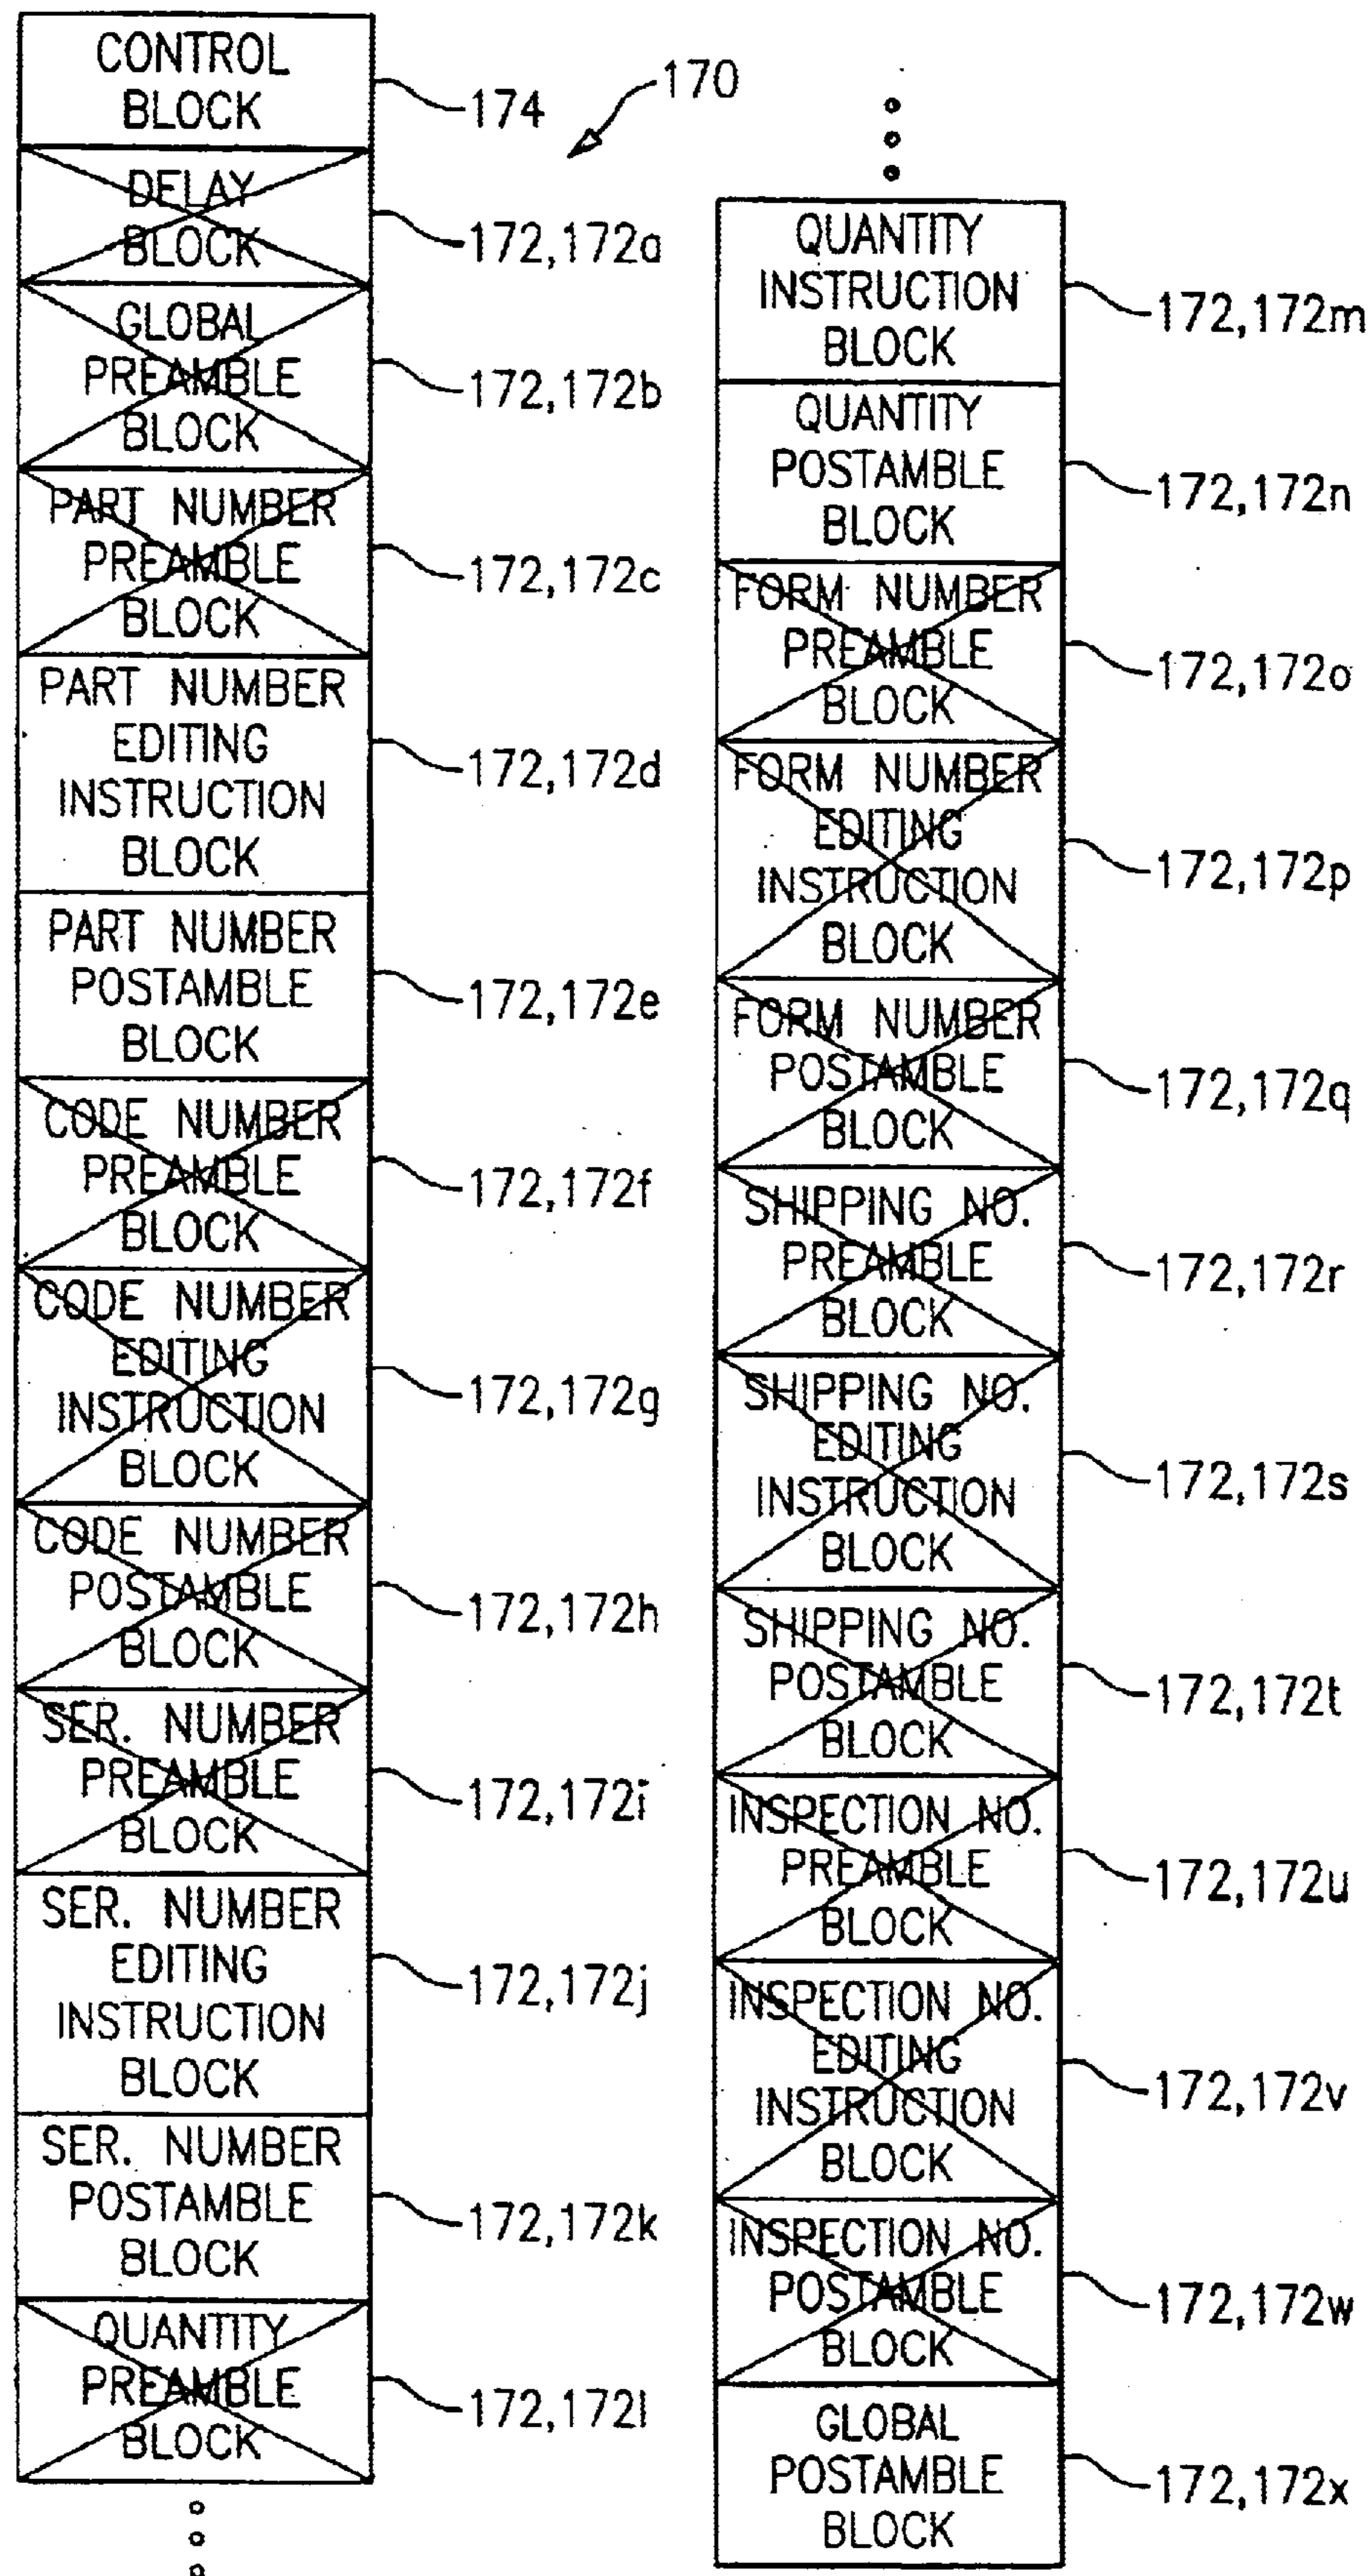 CONTROL
BLOCK
174
170
DELAY
BLOCK
172,172a
GLOBAL
PREAMBLE
BLOCK
172,172b
PART NUMBER
PREAMBLE
BLOCK
172,172c
PART NUMBER
EDITING
INSTRUCTION
BLOCK
172,172d
PART NUMBER
POSTAMBLE
BLOCK
172,172e
CODE NUMBER
PREAMBLE
BLOCK
172,172f
CODE NUMBER
EDITING
INSTRUCTION
BLOCK
172,172g
CODE NUMBER
POSTAMBLE
BLOCK
172,172h
SER. NUMBER
PREAMBLE
BLOCK
172,172i
SER. NUMBER
EDITING
INSTRUCTION
BLOCK
172,172j
SER. NUMBER
POSTAMBLE
BLOCK
172,172k
QUANTITY
PREAMBLE
BLOCK
172,172l
QUANTITY
INSTRUCTION
BLOCK
172,172m
QUANTITY
POSTAMBLE
BLOCK
172,172n
FORM NUMBER
PREAMBLE
BLOCK
172,172o
FORM NUMBER
EDITING
INSTRUCTION
BLOCK
172,172p
FORM NUMBER
POSTAMBLE
BLOCK
172,172q
SHIPPING NO.
PREAMBLE
BLOCK
172,172r
SHIPPING NO.
EDITING
INSTRUCTION
BLOCK
172,172s
SHIPPING NO.
POSTAMBLE
BLOCK
172,172t
INSPECTION NO.
PREAMBLE
BLOCK
172,172u
INSPECTION NO.
EDITING
INSTRUCTION
BLOCK
172,172v
INSPECTION NO.
POSTAMBLE
BLOCK
172,172w
GLOBAL
POSTAMBLE
BLOCK
172,172x